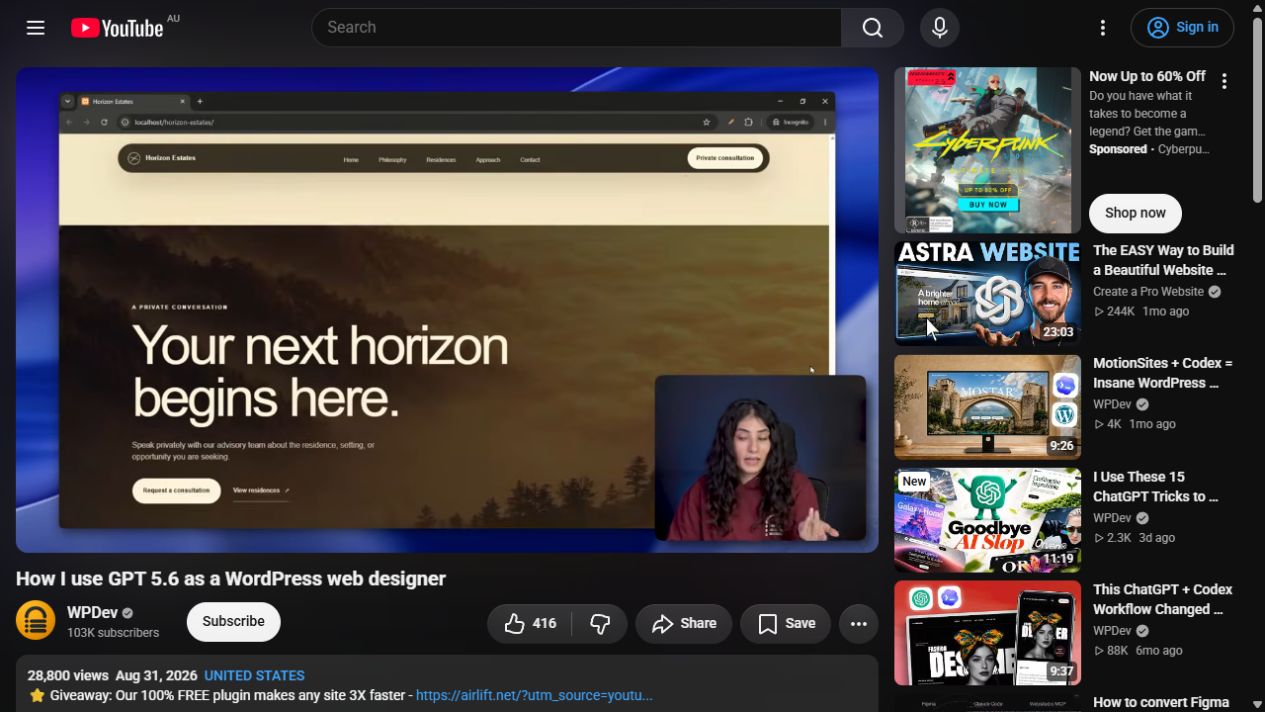 YouTube AU
Search
Sign in
Horizon Estates
localhost/horizon-estates/
Incognito
Horizon Estates
Home
Philosophy
Residences
Approach
Contact
Private consultation
A PRIVATE CONVERSATION
Your next horizon
begins here.
Speak privately with our advisory team about the residence, setting, or
opportunity you are seeking.
Request a consultation
View residences
How I use GPT 5.6 as a WordPress web designer
WPDev
103K subscribers
Subscribe
416
Share
Save
28,800 views Aug 31, 2026 UNITED STATES
Giveaway: Our 100% FREE plugin makes any site 3X faster - https://airlift.net/?utm_source=youtu...
CYBERPUNK
UP TO 60% OFF
BUY NOW
Now Up to 60% Off
Do you have what it
takes to become a
legend? Get the gam...
Sponsored · Cyberpu...
Shop now
ASTRA WEBSITE
A brighter
home
23:03
The EASY Way to Build
a Beautiful Website ...
Create a Pro Website
244K 1mo ago
MOSTAR
9:26
MotionSites + Codex =
Insane WordPress ...
WPDev
4K 1mo ago
New
Galaxy Home
Goodbye
AI Slop
OR
11:19
I Use These 15
ChatGPT Tricks to ...
WPDev
2.3K 3d ago
FASHION
9:37
This ChatGPT + Codex
Workflow Changed ...
WPDev
88K 6mo ago
Figma
Claude Code
How to convert Figma